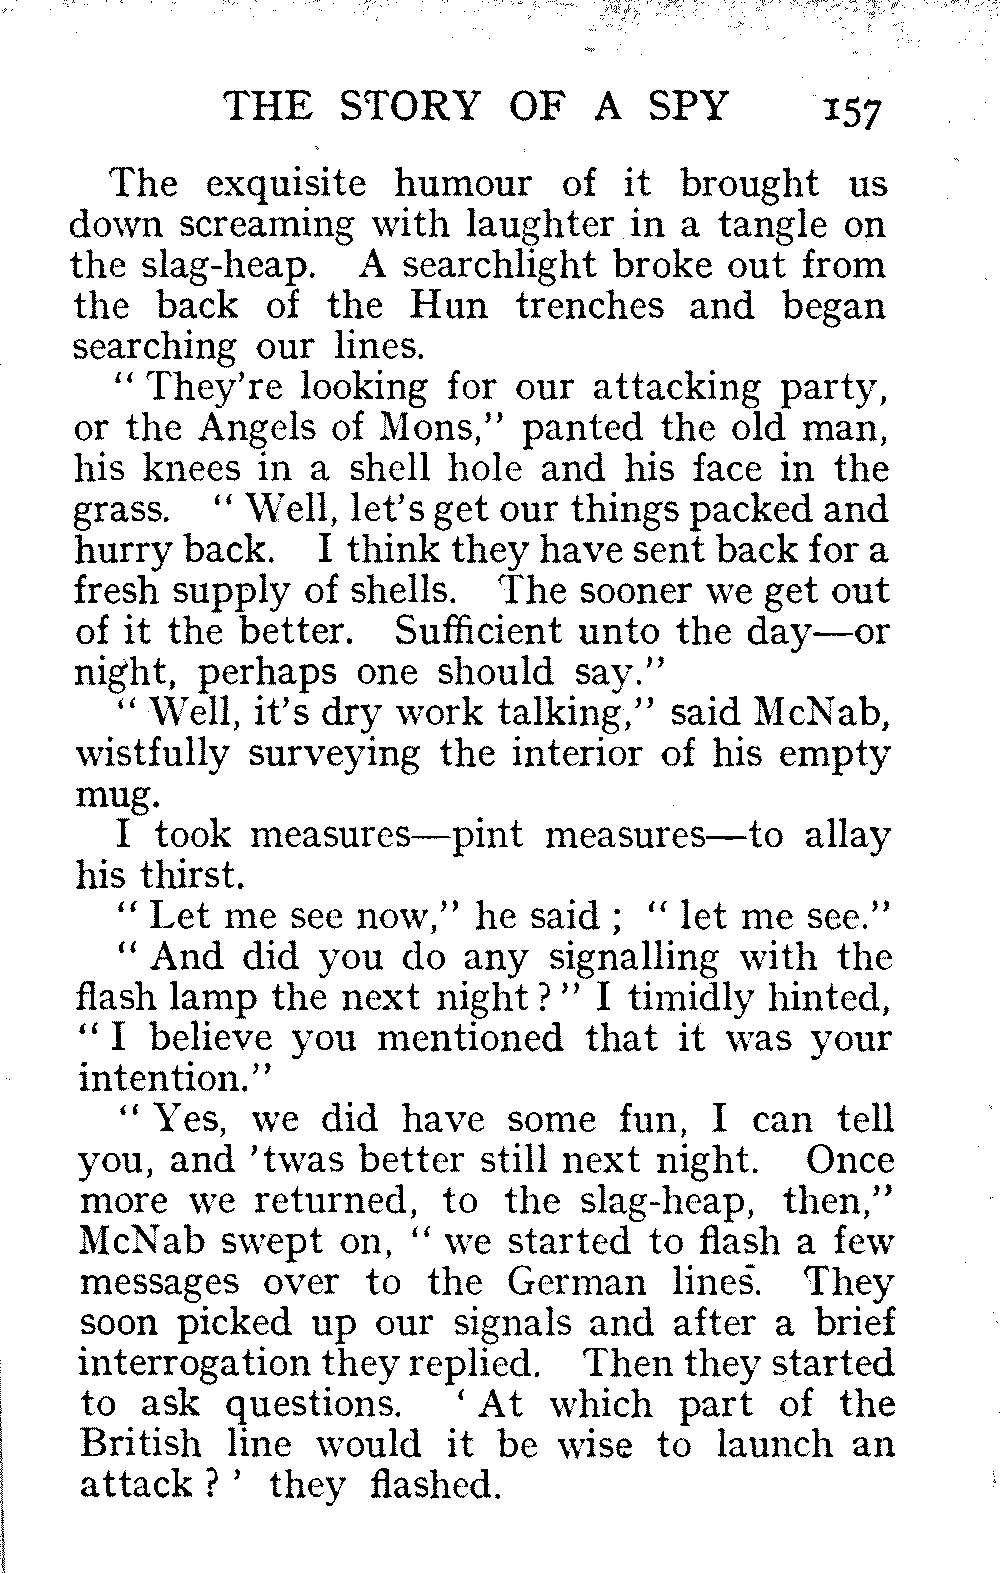 THE STORY OF A SPY 157
The exquisite humour of it brought us
down screaming with laughter in a tangle on
the slag-heap. A searchlight broke out from
the back of the Hun trenches and began
searching our lines.
“ They’re looking for our attacking party,
or the Angels of Mons,” panted the old man,
his knees in a shell hole and his face in the
grass. “ Well, let’s get our things packed and
hurry back. I think they have sent back for a
fresh supply of shells. The sooner we get out
of it the better. Sufficient unto the day—or
night, perhaps one should say.”
“ Well, it’s dry work talking,” said McNab,
wistfully surveying the interior of his empty
mug.
I took measures—pint measures—to allay
his thirst.
“ Let me see now,” he said ; “ let me see.”
“ And did you do any signalling with the
flash lamp the next night ? ” I timidly hinted,
“ I believe you mentioned that it was your
intention.”
“ Yes, we did have some fun, I can tell
you, and ’twas better still next night. Once
more we returned, to the slag-heap, then,”
McNab swept on, “ we started to flash a few
messages over to the German lines. They
soon picked up our signals and after a brief
interrogation they replied. Then they started
to ask questions. ‘ At which part of the
British line would it be wise to launch an
attack ? ’ they flashed.